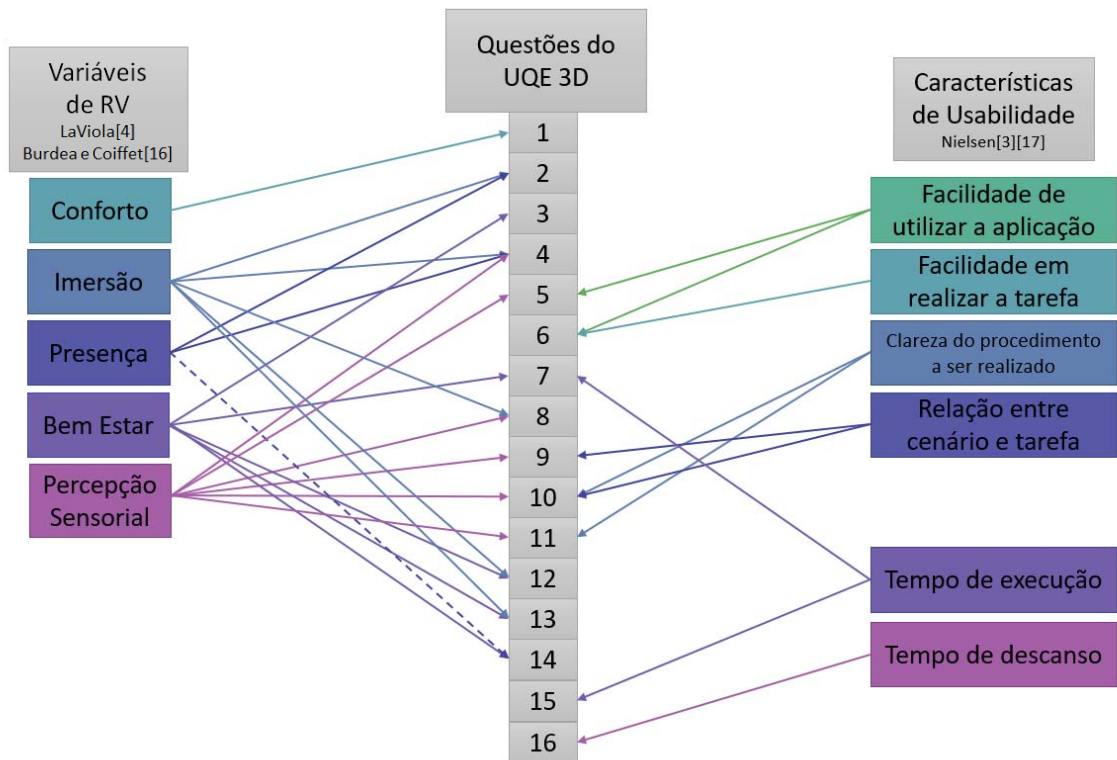 Variáveis
de RV
LaViola[4]
Burdea e Coiffet[16]
Conforto
Imersão
Presença
Bem Estar
Percepção
Sensorial
Questões do
UQE 3D
1
2
3
4
5
6
7
8
9
10
11
12
13
14
15
16
Características
de Usabilidade
Nielsen[3][17]
Facilidade de
utilizar a aplicação
Facilidade em
realizar a tarefa
Clareza do procedimento
a ser realizado
Relação entre
cenário e tarefa
Tempo de execução
Tempo de descanso